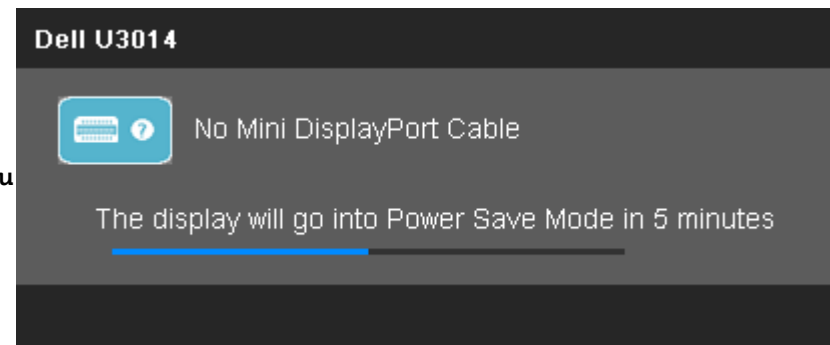 Dell U3014
No Mini DisplayPort Cable
u
The display will go into Power Save Mode in 5 minutes